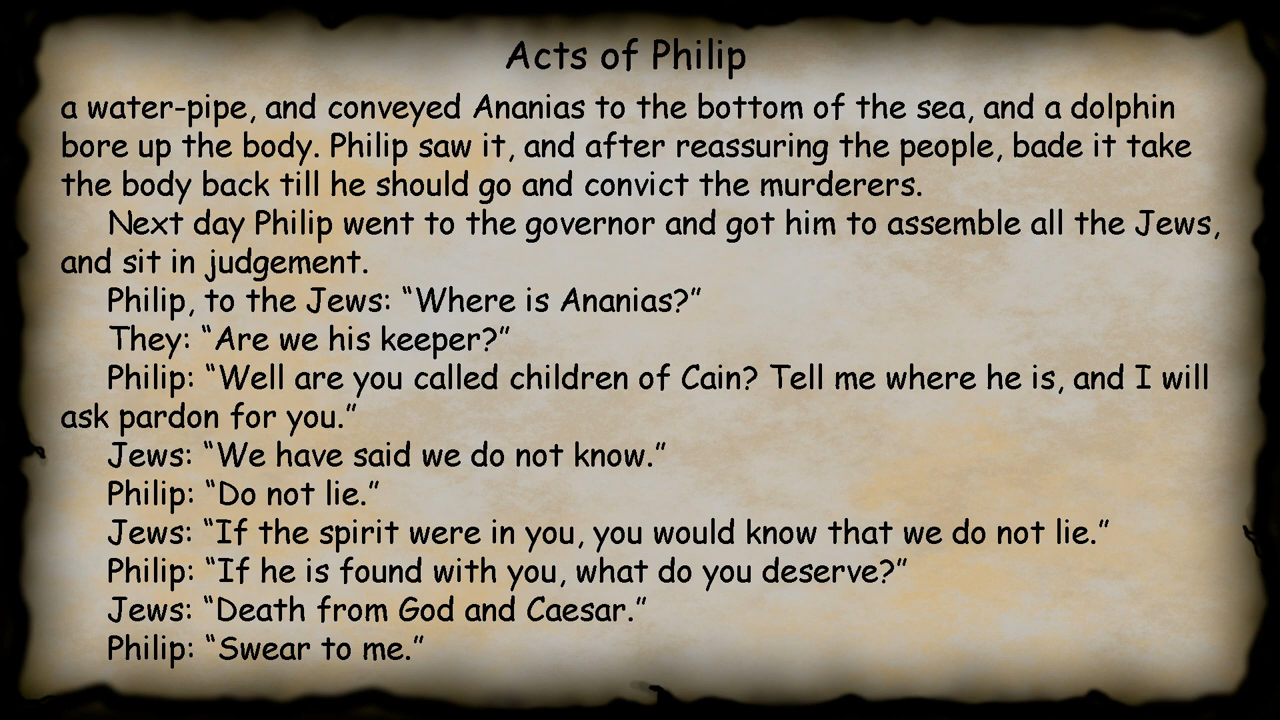 Acts of Philip
a water-pipe, and conveyed Ananias to the bottom of the sea, and a dolphin
bore up the body. Philip saw it, and after reassuring the people, bade it take
the body back till he should go and convict the murderers.
Next day Philip went to the governor and got him to assemble all the Jews,
and sit in judgement.
Philip, to the Jews: “Where is Ananias?”
They: “Are we his keeper?”
Philip: “Well are you called children of Cain? Tell me where he is, and I will
ask pardon for you.”
Jews: “We have said we do not know.”
Philip: “Do not lie.”
Jews: “If the spirit were in you, you would know that we do not lie.”
Philip: “If he is found with you, what do you deserve?”
Jews: “Death from God and Caesar.”
Philip: “Swear to me.”